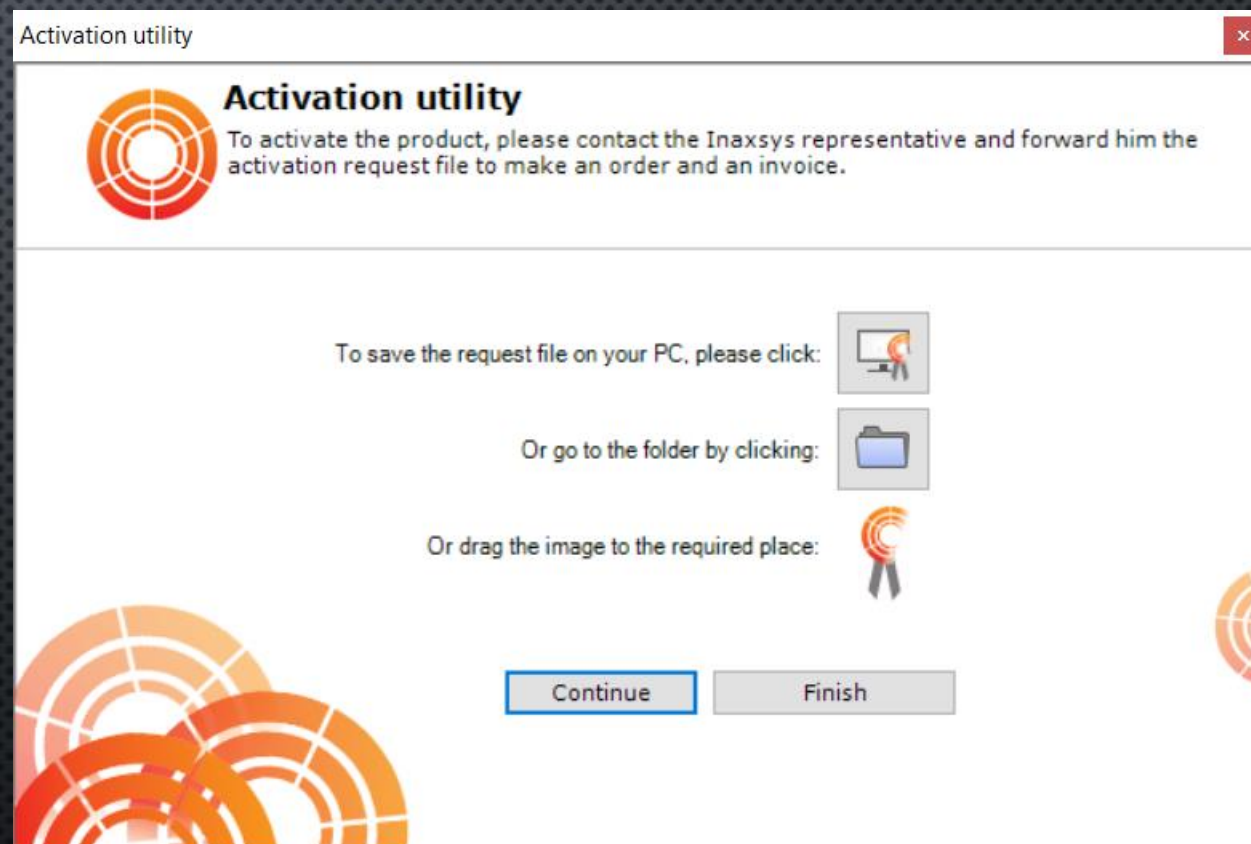 Activation utility
Activation utility
To activate the product, please contact the Inaxsys representative and forward him the
activation request file to make an order and an invoice.
To save the request file on your PC, please click:
Or go to the folder by clicking:
Or drag the image to the required place:
Continue
Finish